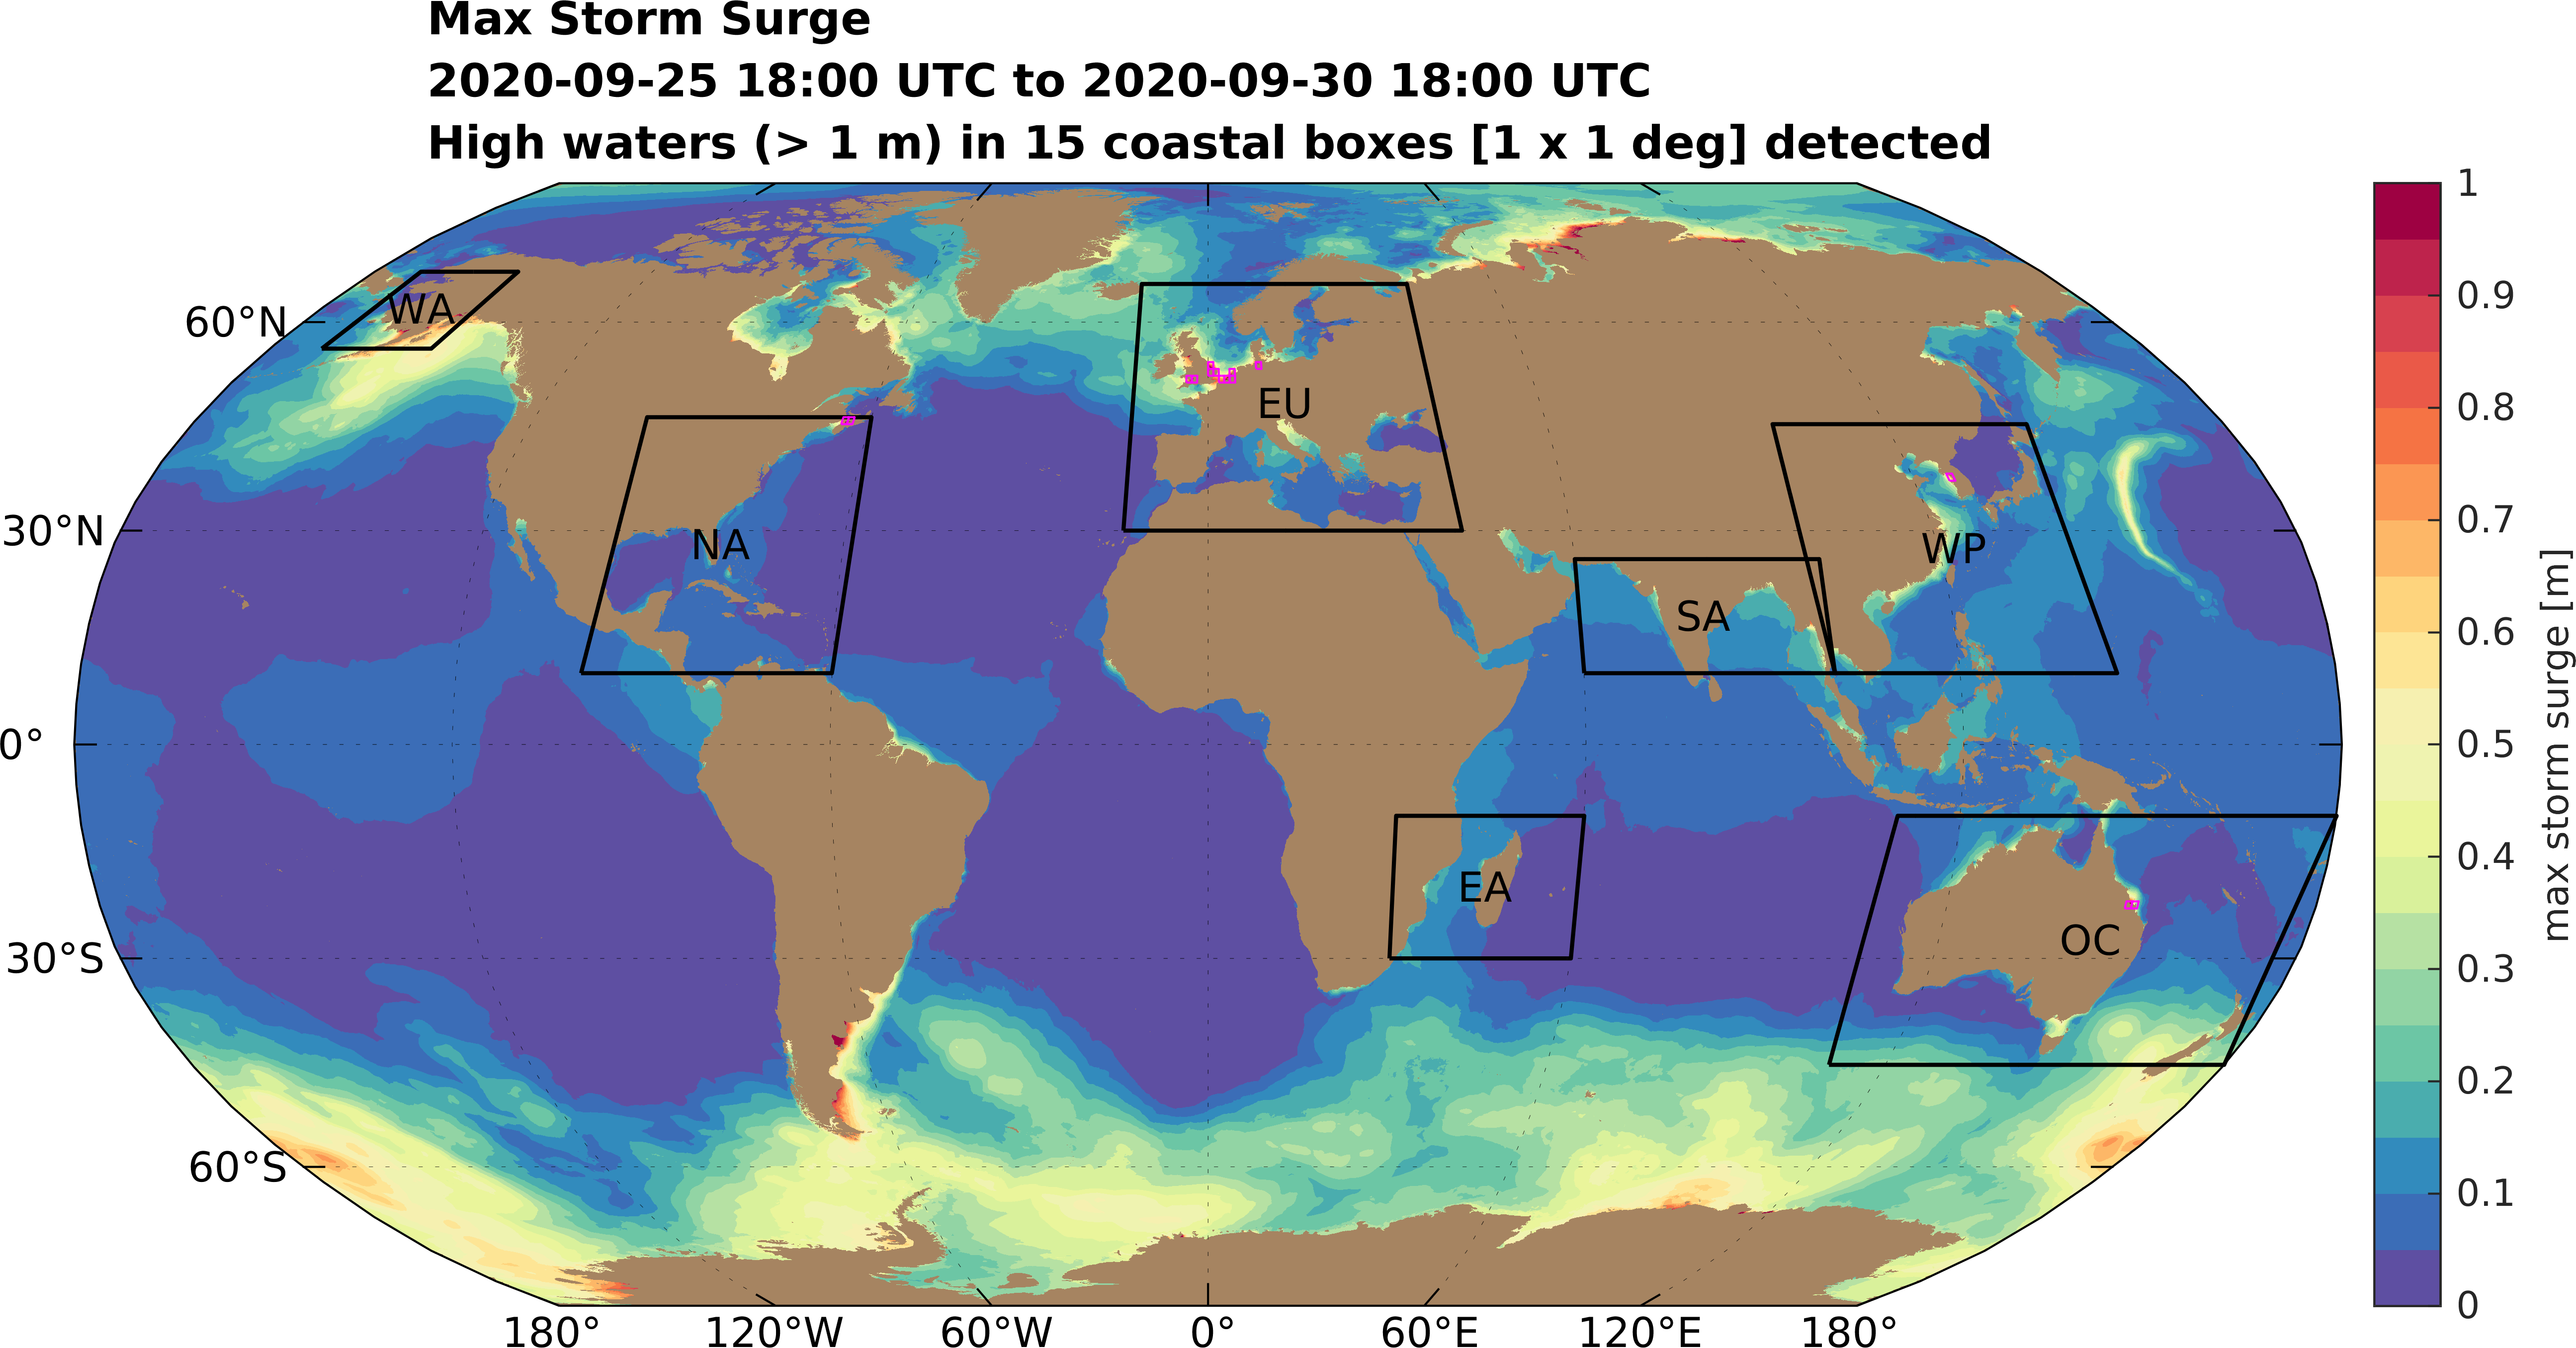 Max Storm Surge
2020-09-25 18:00 UTC to 2020-09-30 18:00 UTC
High waters (> 1 m) in 15 coastal boxes [1 x 1 deg] detected
60°N
30°N
0°
30°S
60°S
180°
120°W
60°W
0°
60°E
120°E
180°
WA
NA
EU
SA
WP
EA
OC
1
0.9
0.8
0.7
0.6
0.5
0.4
0.3
0.2
0.1
0
max storm surge [m]